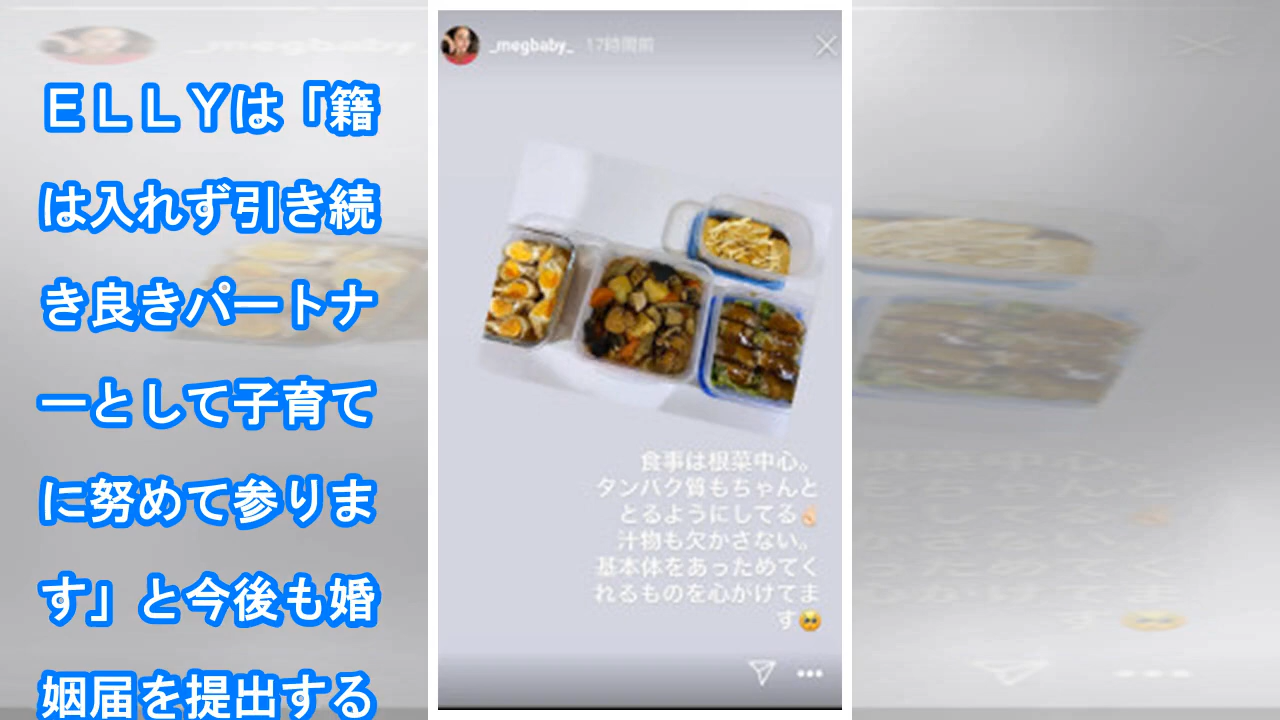 ＥＬＬＹは「籍
は入れず引き続
き良きパートナ
ーとして子育て
に努めて参りま
す」と今後も婚
姻届を提出する
_megbaby_ 17時間前
食事は根菜中心。
タンパク質もちゃんと
とるようにしてる👌🏻
汁物も欠かさない。
基本体をあっためてく
れるものを心がけてま
す🥺